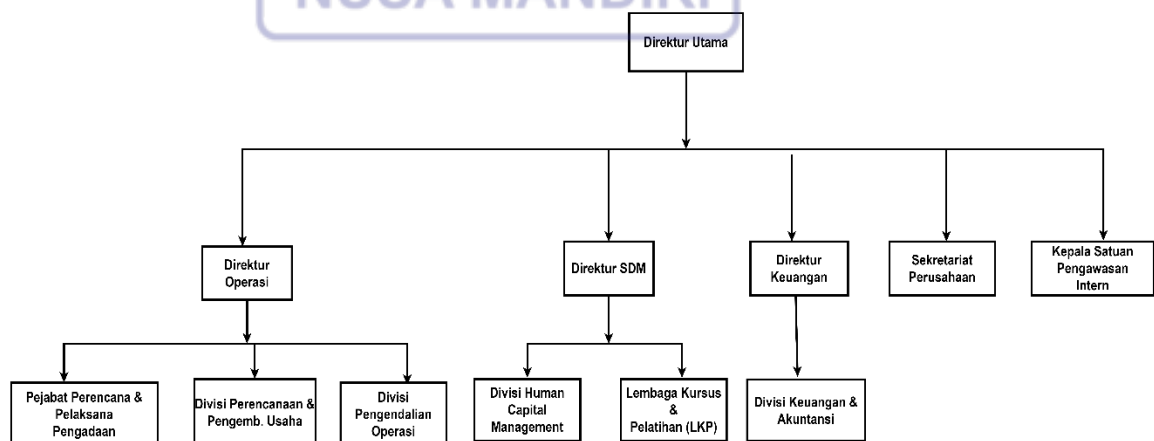 NUSA MANDIRI
Direktur Utama
Direktur
Operasi
Direktur SDM
Direktur
Keuangan
Sekretariat
Perusahaan
Kepala Satuan
Pengawasan
Intern
Pejabat Perencana &
Pelaksana
Pengadaan
Divisi Perencanaan &
Pengemb. Usaha
Divisi
Pengendalian
Operasi
Divisi Human
Capital
Management
Lembaga Kursus
&
Pelatihan (LKP)
Divisi Keuangan &
Akuntansi